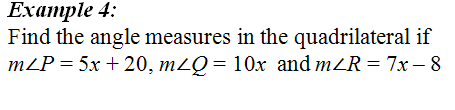 Example 4:
Find the angle measures in the quadrilateral if
m∠P = 5x + 20, m∠Q = 10x and m∠R = 7x – 8